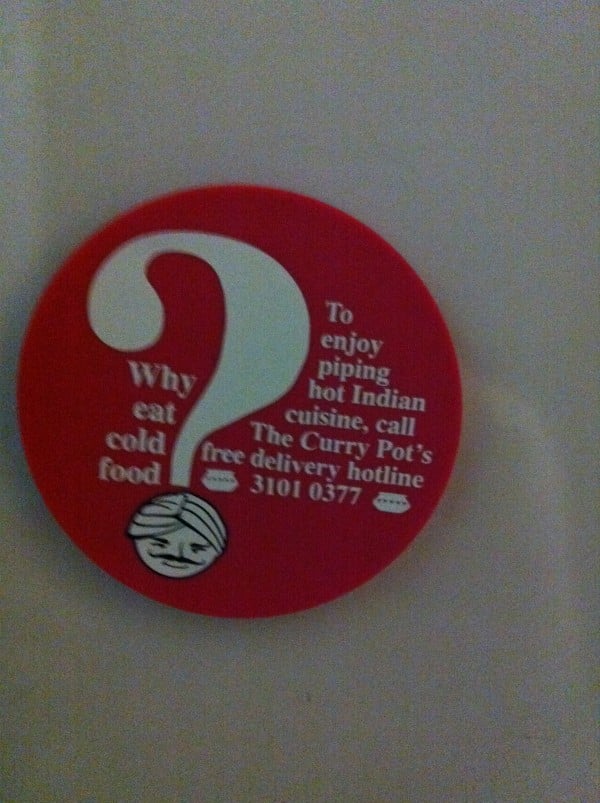 Why
eat
cold
food
?
To
enjoy
piping
hot Indian
cuisine, call
The Curry Pot's
free delivery hotline
3101 0377